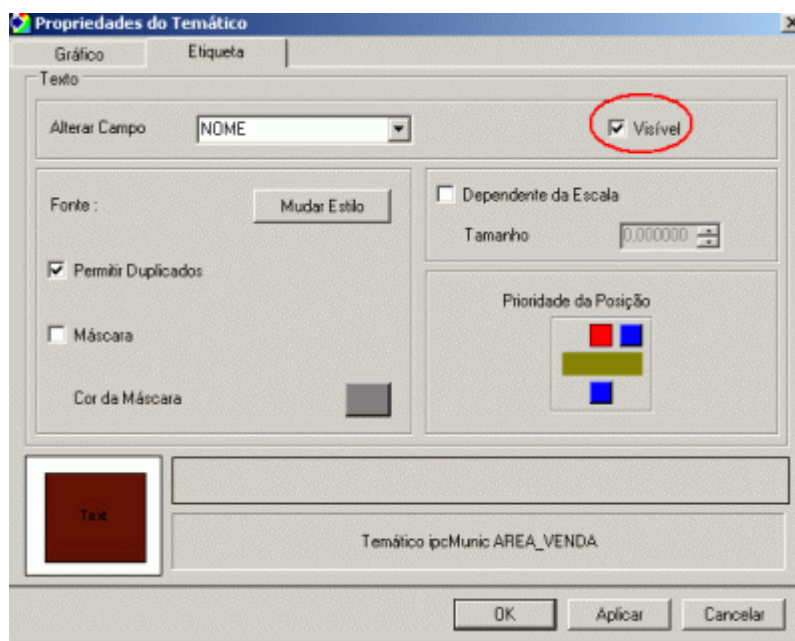 Propriedades do Temático
Gráfico Etiqueta
Texto
Alterar Campo NOME Visível
Fonte : Mudar Estilo
Dependente da Escala
Tamanho 0,000000
Permitir Duplicados
Prioridade da Posição
Máscara
Cor da Máscara
Text
Temático ipcMunic AREA_VENDA
OK Aplicar Cancelar